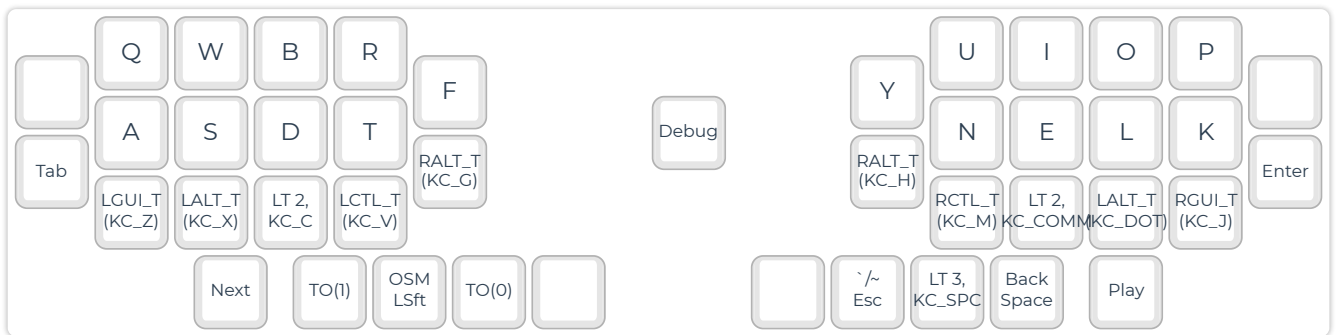 Q W B R U I O P
F Y
A S D T Debug N E L K
Tab RALT_T RALT_T Enter
(KC_G) (KC_H)
LGUI_T LALT_T LT 2, LCTL_T RCTL_T LT 2, LALT_T RGUI_T
(KC_Z) (KC_X) KC_C (KC_V) (KC_M) KC_COMM (KC_DOT) (KC_J)
Next TO(1) OSM TO(0) `/~ LT 3, Back Play
LSft Esc KC_SPC Space